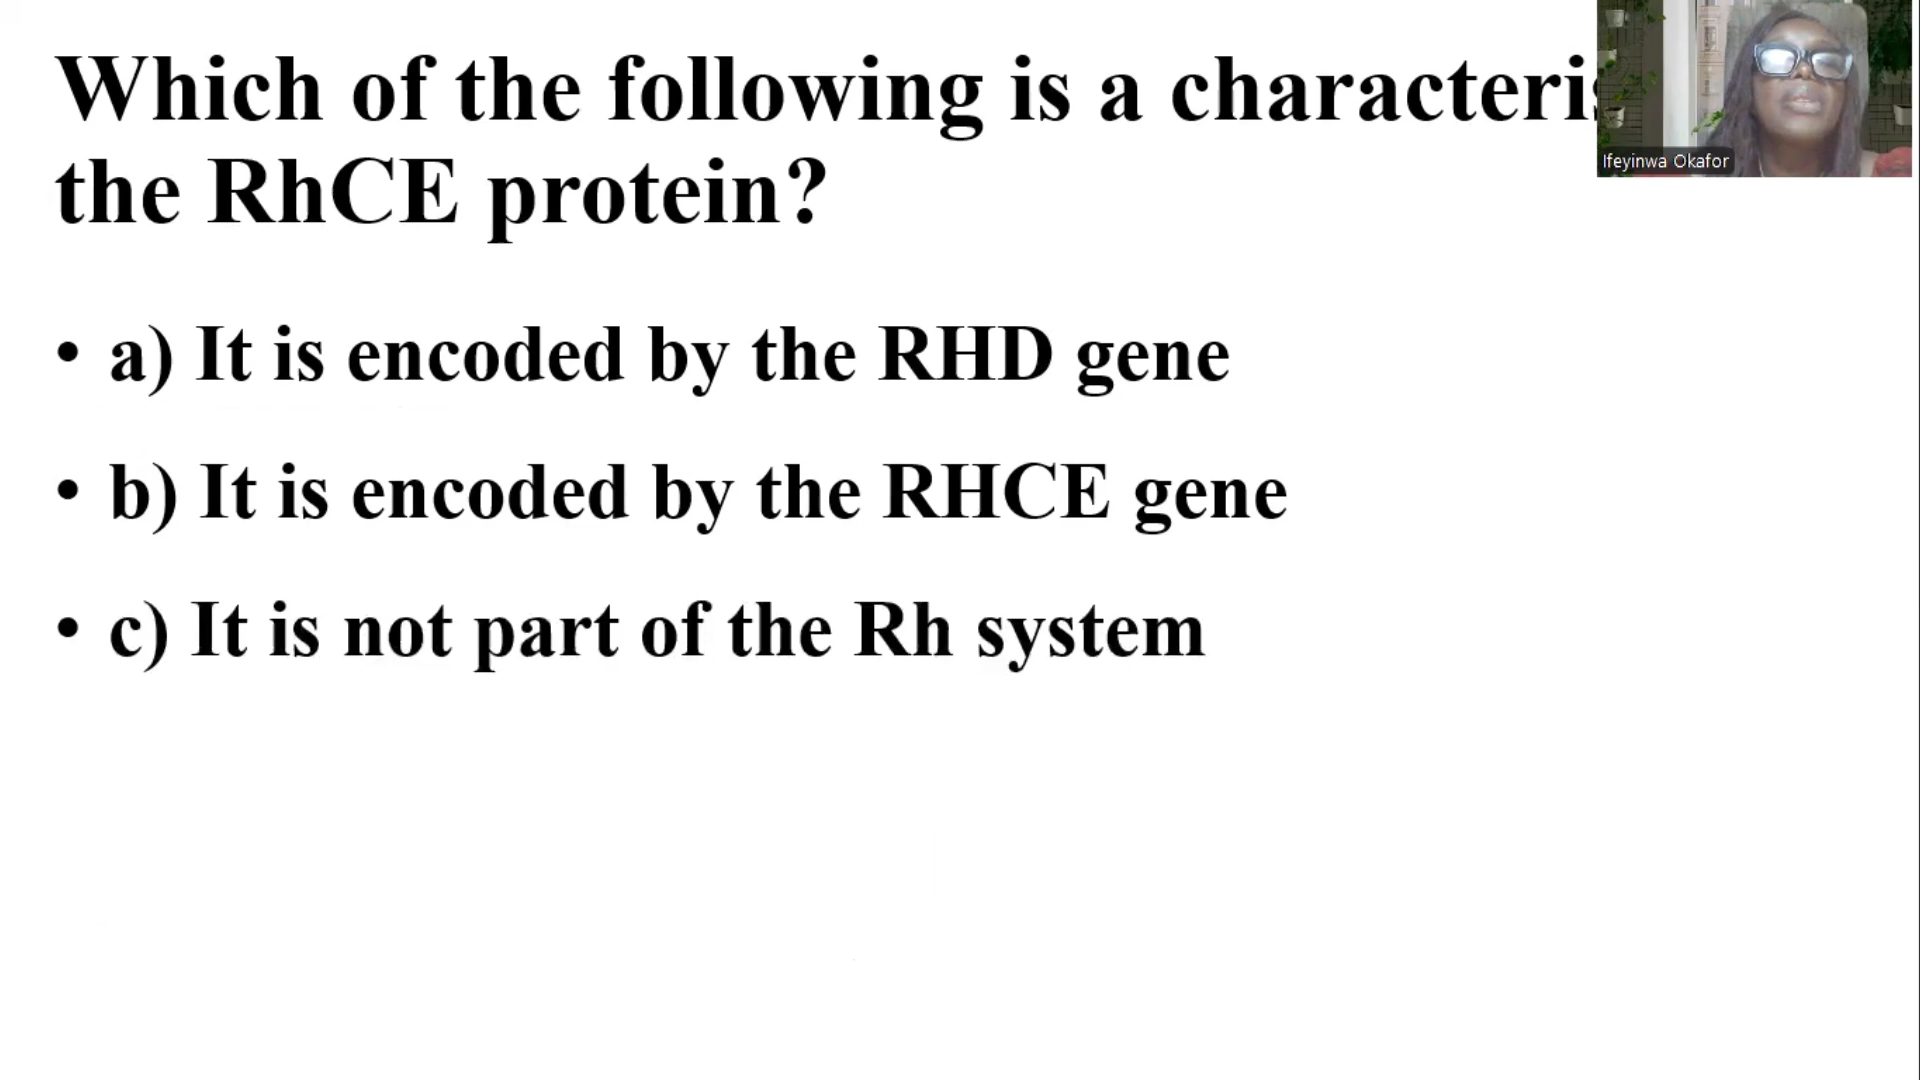 Which of the following is a
the RhCE protein?
• a) It is encoded by the RHD gene
• b) It is encoded by the RHCE gene
• c) It is not part of the Rh system
Ifeyinwa Okafor